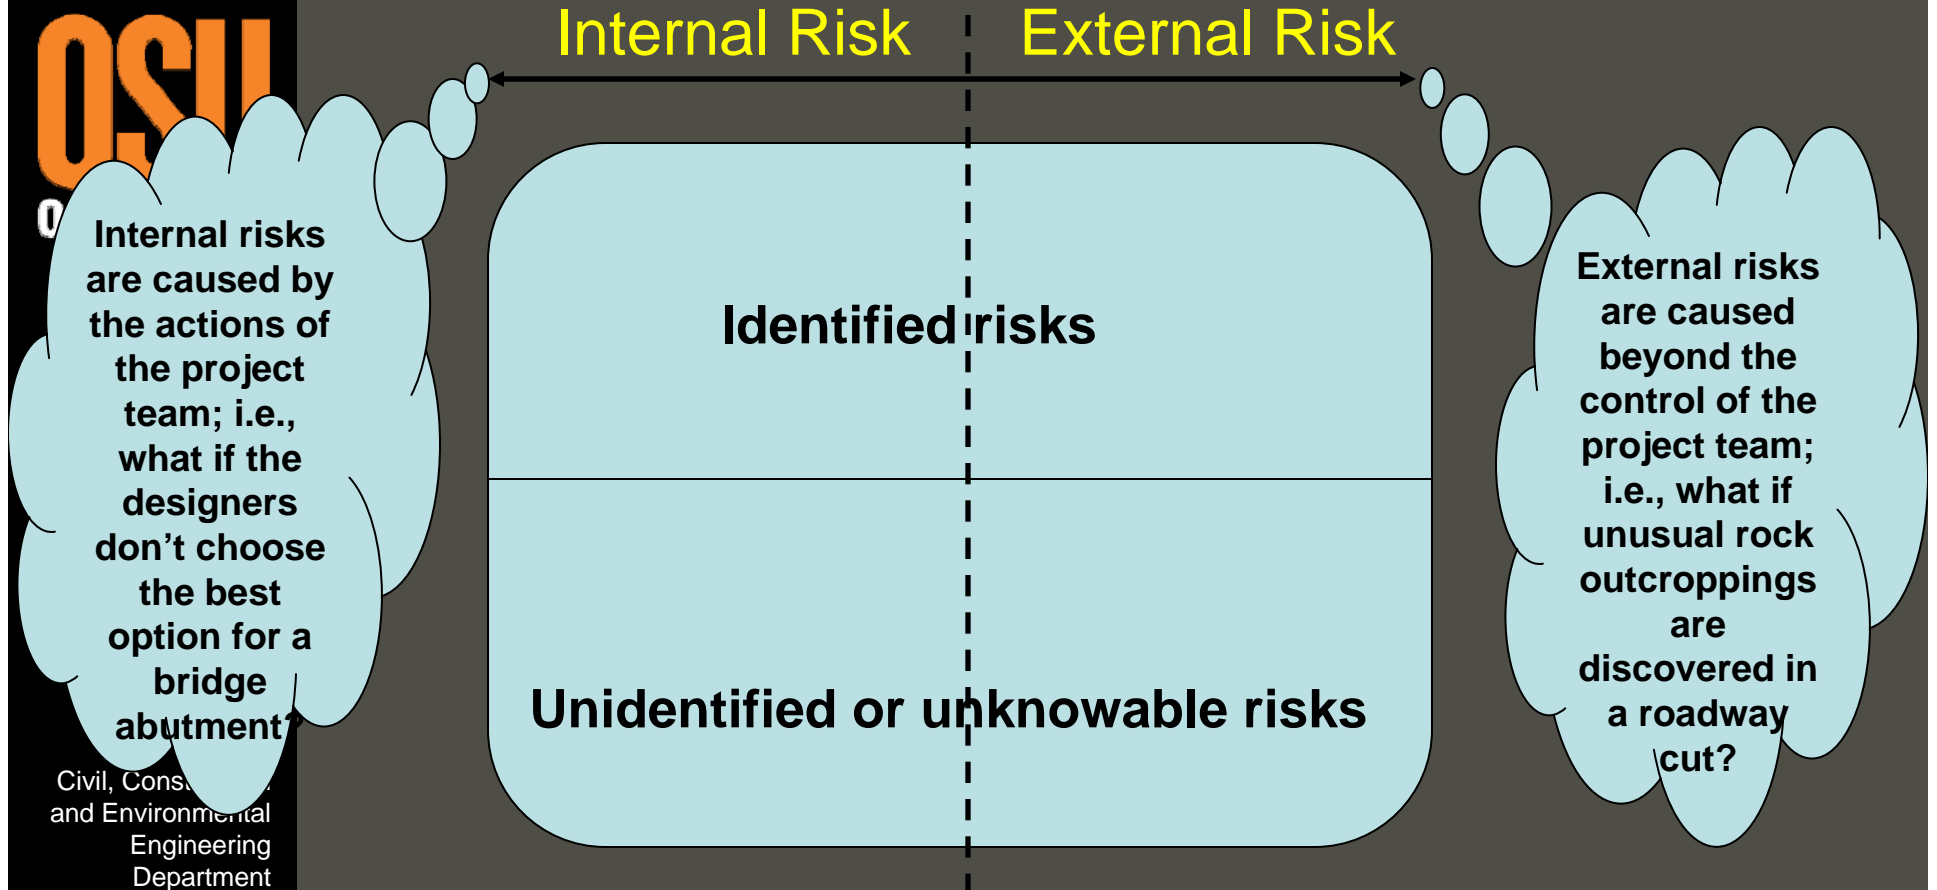 OSU
Internal Risk
External Risk
Internal risks
are caused by
the actions of
the project
team; i.e.,
what if the
designers
don't choose
the best
option for a
bridge
abutment?
Identified risks
Unidentified or unknowable risks
External risks
are caused
beyond the
control of the
project team;
i.e., what if
unusual rock
outcroppings
are
discovered in
a roadway
cut?
Civil,
and Environmental
Engineering
Department